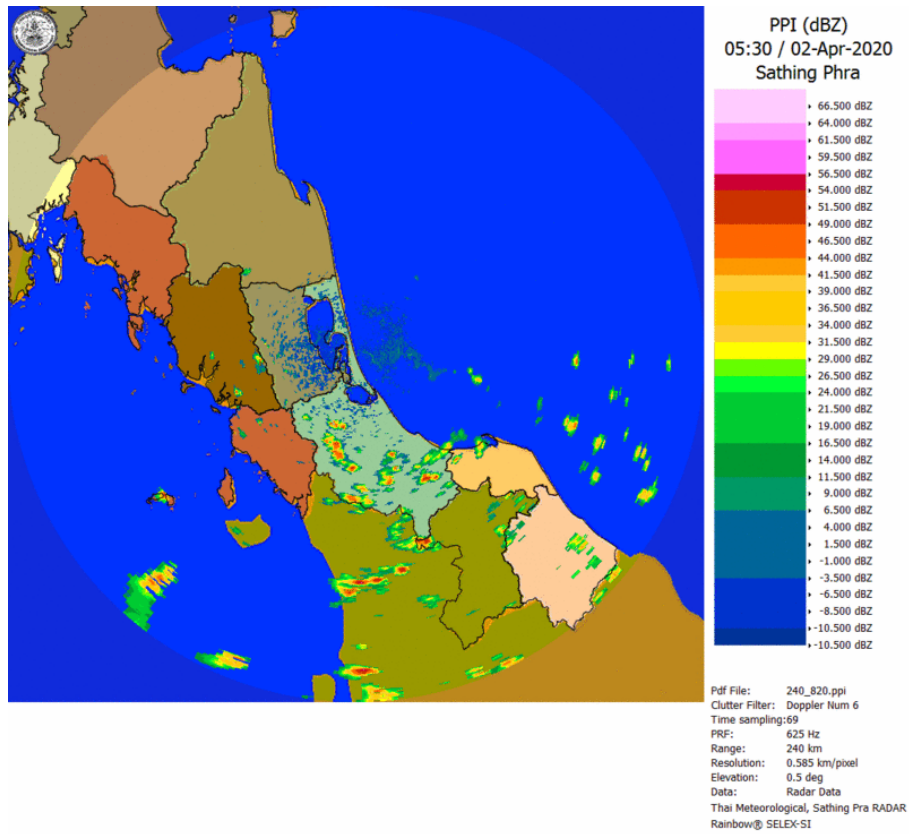 PPI (dBZ)
05:30 / 02-Apr-2020
Sathing Phra
66.500 dBZ
64.000 dBZ
61.500 dBZ
59.500 dBZ
56.500 dBZ
54.000 dBZ
51.500 dBZ
49.000 dBZ
46.500 dBZ
44.000 dBZ
41.500 dBZ
39.000 dBZ
36.500 dBZ
34.000 dBZ
31.500 dBZ
29.000 dBZ
26.500 dBZ
24.000 dBZ
21.500 dBZ
19.000 dBZ
16.500 dBZ
14.000 dBZ
11.500 dBZ
9.000 dBZ
6.500 dBZ
4.000 dBZ
1.500 dBZ
-1.000 dBZ
-3.500 dBZ
-6.500 dBZ
-8.500 dBZ
-10.500 dBZ
-10.500 dBZ
Pdf File: 240_820.ppi
Clutter Filter: Doppler Num 6
Time sampling:69
PRF: 625 Hz
Range: 240 km
Resolution: 0.585 km/pixel
Elevation: 0.5 deg
Data: Radar Data
Thai Meteorological, Sathing Pra RADAR
Rainbow® SELEX-SI